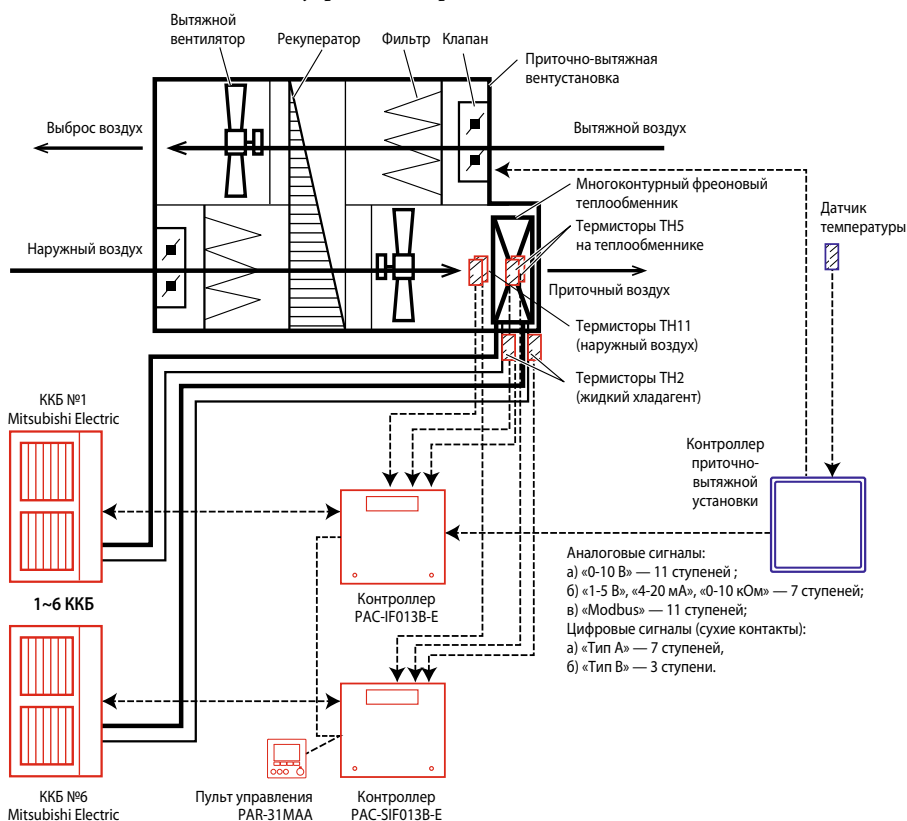 Вытяжной
вентилятор
Рекуператор
Фильтр
Клапан
Приточно-вытяжная
вентустановка
Выброс воздух
Вытяжной воздух
Многоконтурный фреоновый
теплообменник
Термисторы TH5
на теплообменнике
Датчик
температуры
Наружный воздух
Приточный воздух
Термисторы TH11
(наружный воздух)
Термисторы TH2
(жидкий хладагент)
ККБ №1
Mitsubishi Electric
Контроллер
приточно-
вытяжной
установки
1~6 ККБ
Контроллер
PAC-IF013B-E
Аналоговые сигналы:
а) «0-10 В» — 11 ступеней ;
б) «1-5 В», «4-20 мА», «0-10 кОм» — 7 ступеней;
в) «Modbus» — 11 ступеней;
Цифровые сигналы (сухие контакты):
а) «Тип А» — 7 ступеней,
б) «Тип В» — 3 ступени.
ККБ №6
Mitsubishi Electric
Пульт управления
PAR-31MAA
Контроллер
PAC-SIF013B-E